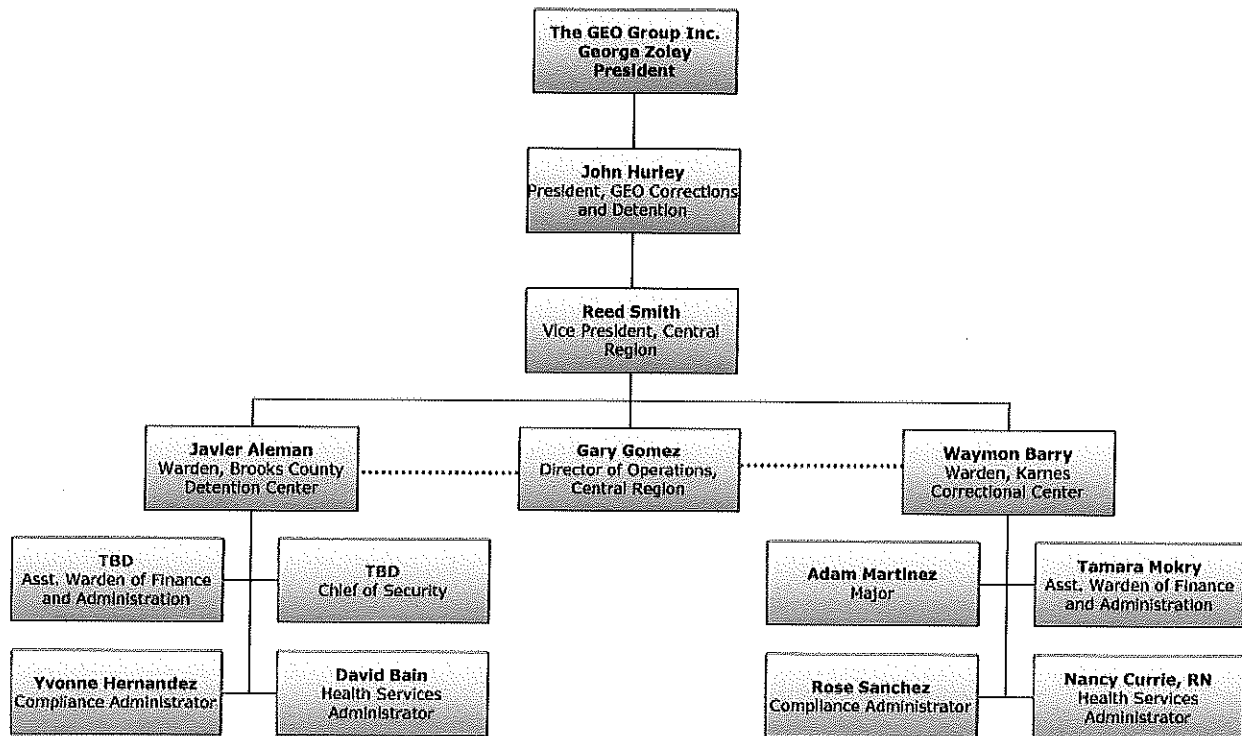 The GEO Group Inc.
George Zoley
President
John Hurley
President, GEO Corrections
and Detention
Reed Smith
Vice President, Central
Region
Javier Aleman
Warden, Brooks County
Detention Center
Gary Gomez
Director of Operations,
Central Region
Waymon Barry
Warden, Karnes
Correctional Center
TBD
Asst. Warden of Finance
and Administration
TBD
Chief of Security
Adam Martinez
Major
Tamara Mokry
Asst. Warden of Finance
and Administration
Yvonne Hernandez
Compliance Administrator
David Bain
Health Services
Administrator
Rose Sanchez
Compliance Administrator
Nancy Currie, RN
Health Services
Administrator